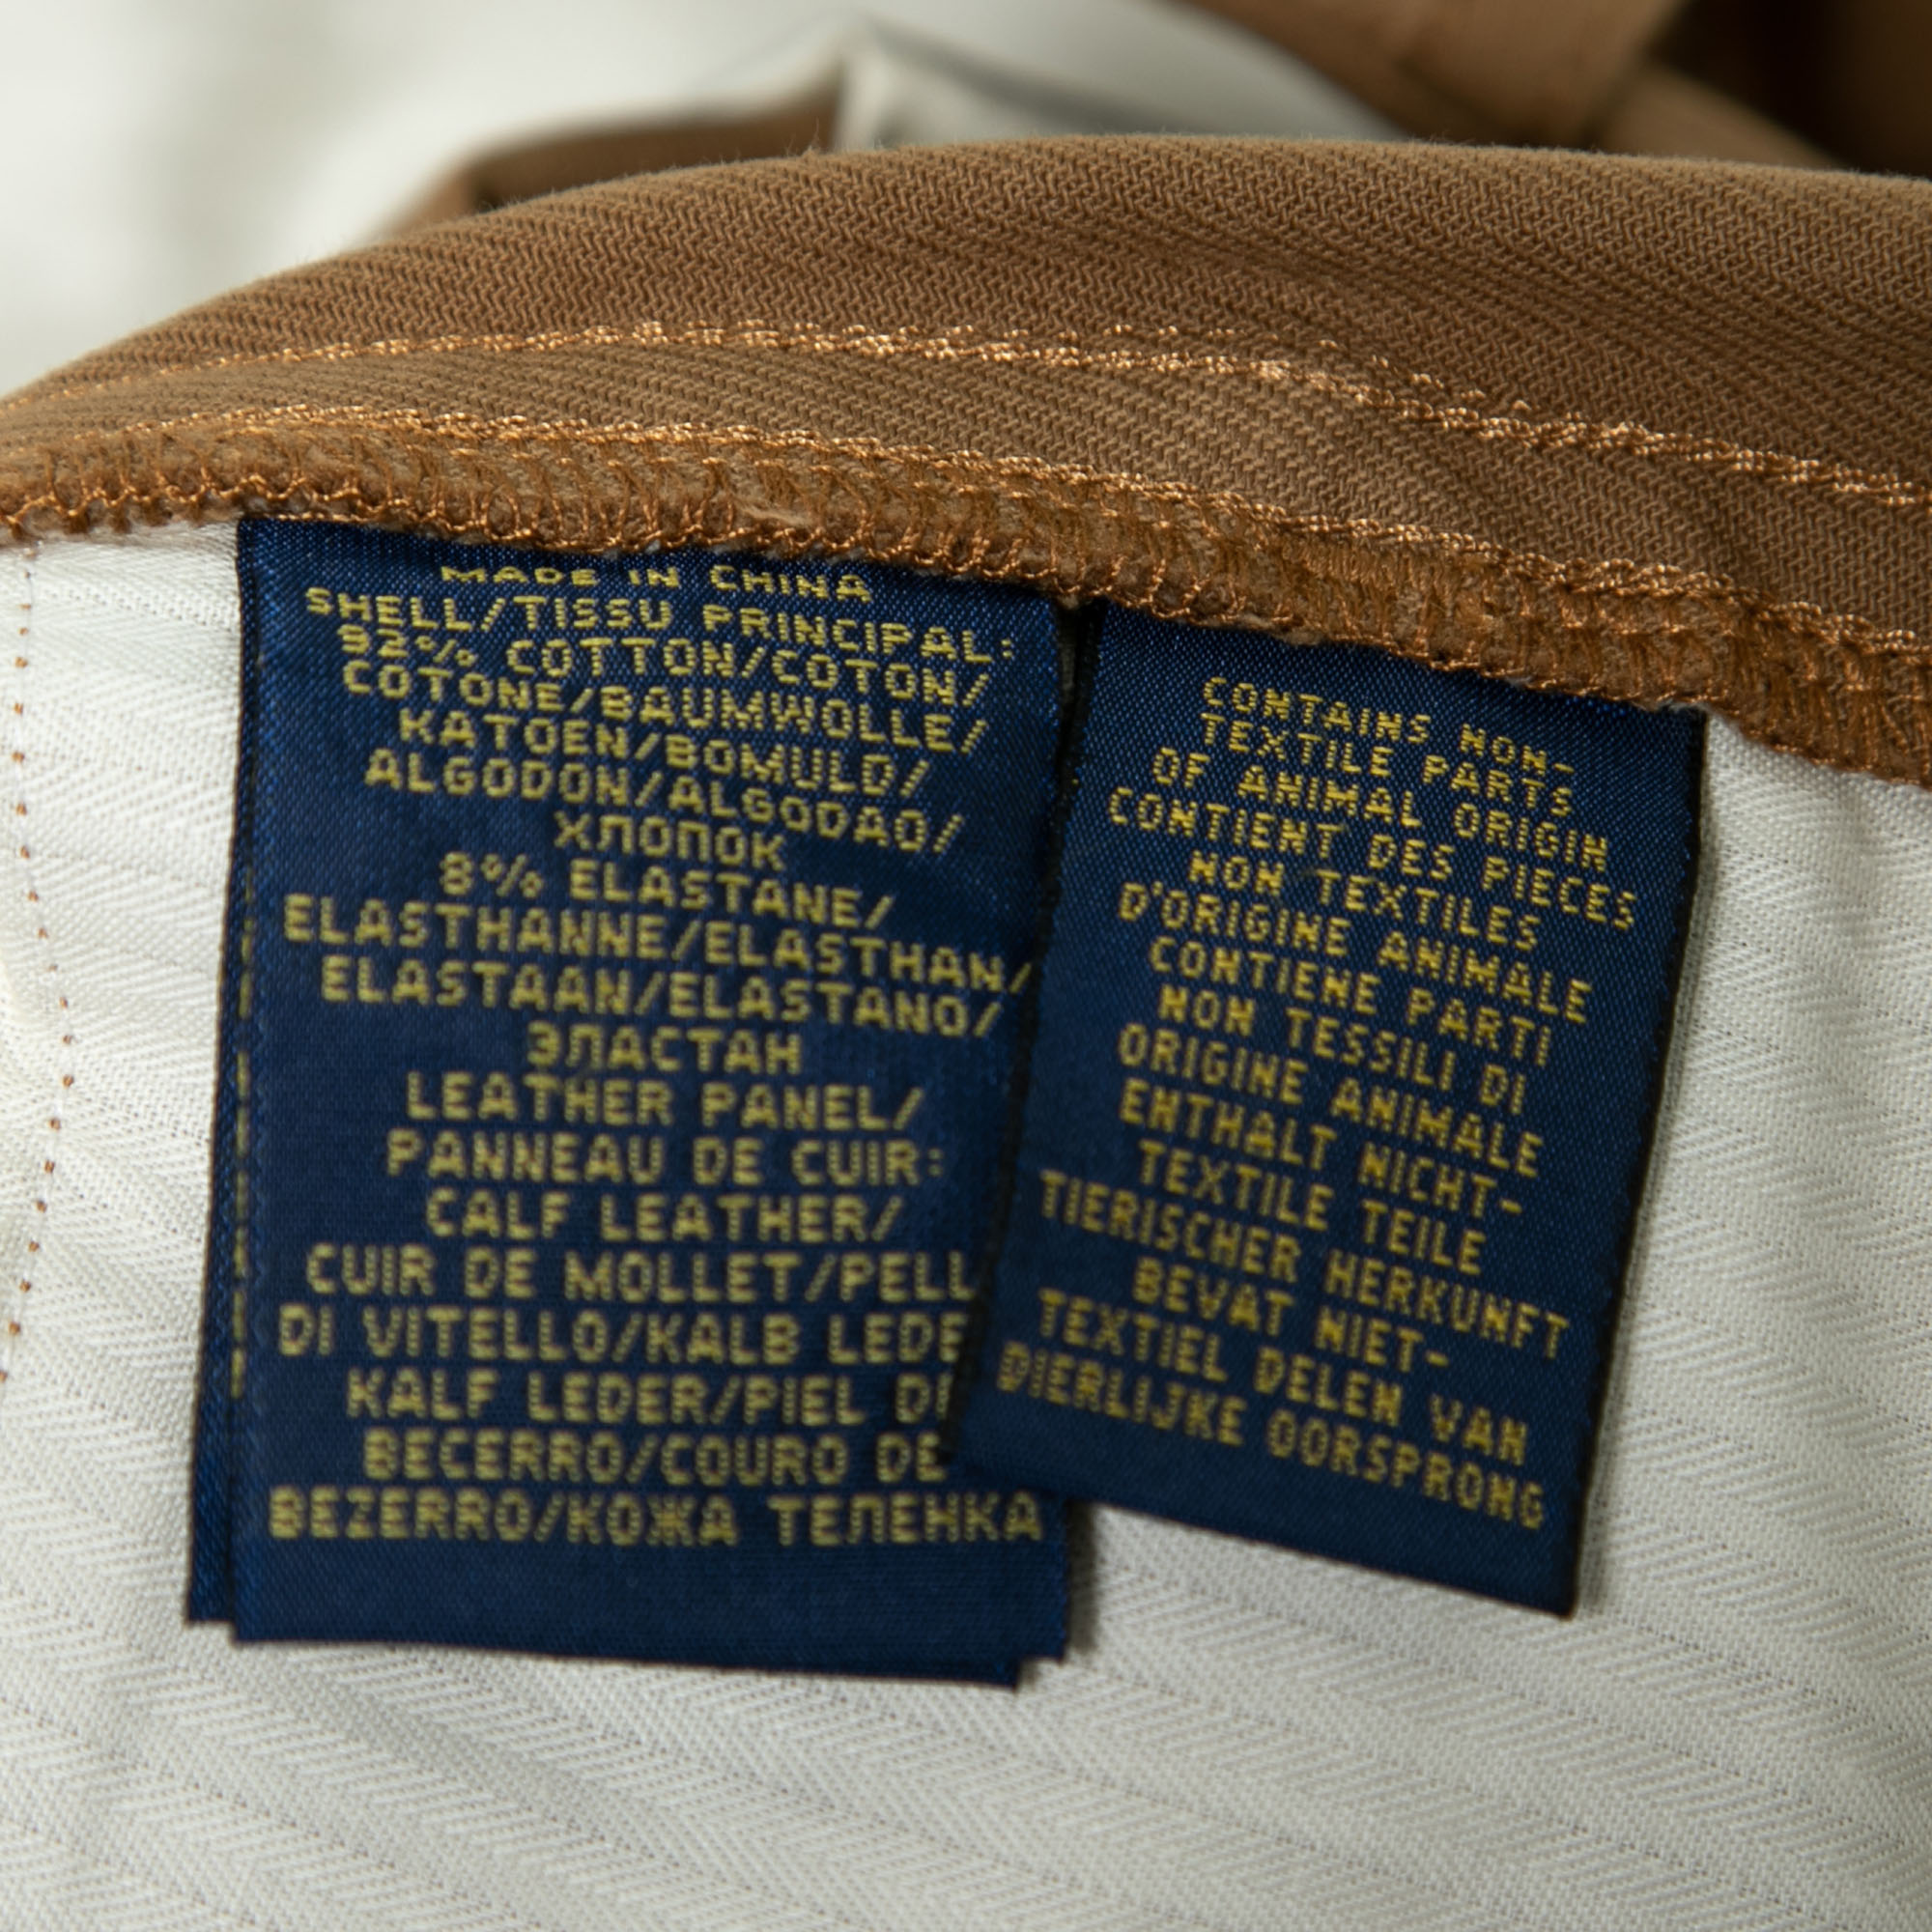 MADE IN CHINA
SHELL/TISSU PRINCIPAL:
92% COTTON/COTON/
COTONE/BAUMWOLLE/
KATOEN/BOMULD/
ALGODON/ALGODAO/
ХЛОПОК
8% ELASTANE/
ELASTHANNE/ELASTHAN/
ELASTAAN/ELASTANO/
ЭЛАСТАН
LEATHER PANEL/
PANNEAU DE CUIR:
CALF LEATHER/
CUIR DE MOLLET/PELL
DI VITELLO/KALB LEDE
KALF LEDER/PIEL DE
BECERRO/COURO DE
BEZERRO/КОЖА ТЕЛЕНКА
CONTAINS NON-
TEXTILE PARTS
OF ANIMAL ORIGIN
CONTIENT DES PIECES
NON TEXTILES
D'ORIGINE ANIMALE
CONTIENE PARTI
NON TESSILI DI
ORIGINE ANIMALE
ENTHALT NICHT-
TEXTILE TEILE
TIERISCHER HERKUNFT
BEVAT NIET-
TEXTIEL DELEN VAN
DIERLIJKE OORSPRONG